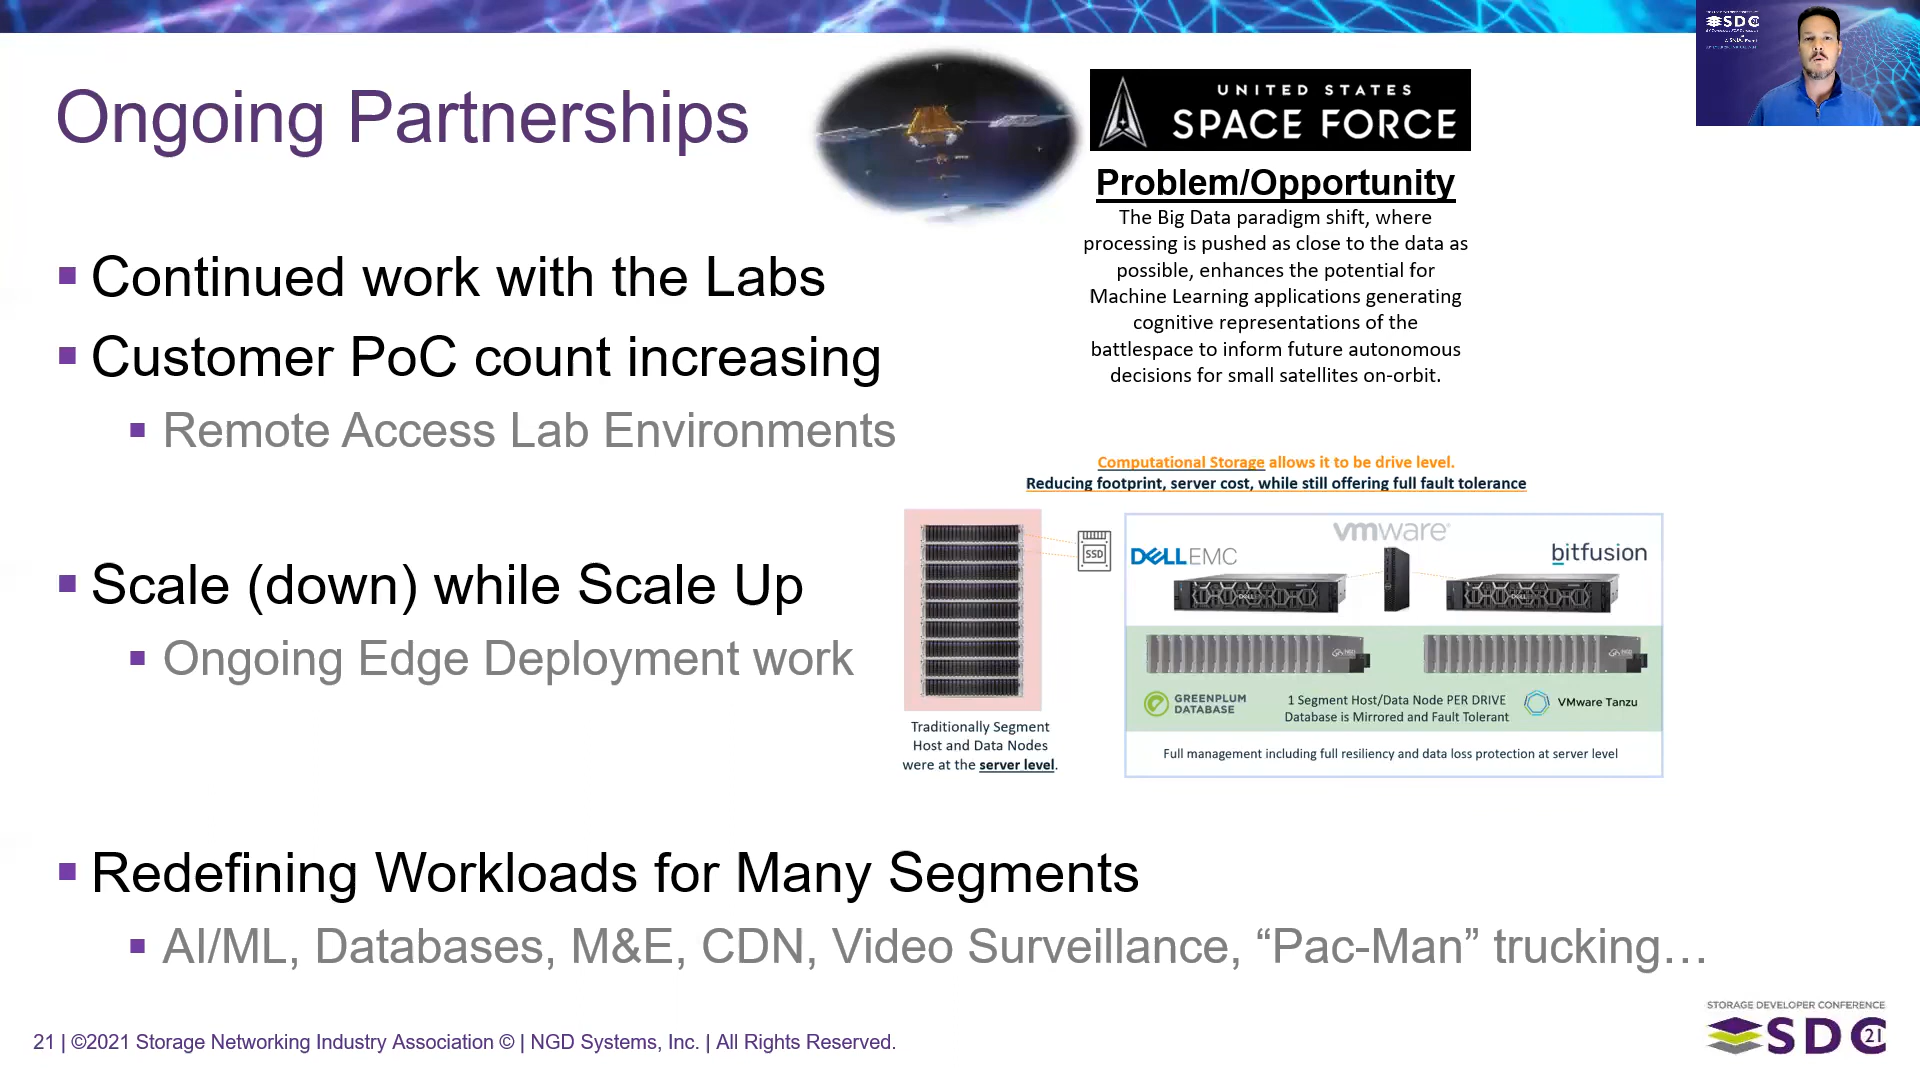 Ongoing Partnerships
UNITED STATES
SPACE FORCE
Problem/Opportunity
The Big Data paradigm shift, where
processing is pushed as close to the data as
possible, enhances the potential for
Machine Learning applications generating
cognitive representations of the
battlespace to inform future autonomous
decisions for small satellites on-orbit.
▪ Continued work with the Labs
▪ Customer PoC count increasing
▪ Remote Access Lab Environments
▪ Scale (down) while Scale Up
▪ Ongoing Edge Deployment work
Computational Storage allows it to be drive level.
Reducing footprint, server cost, while still offering full fault tolerance
SSD
DELLEMC
vmware®
bitfusion
GREENPLUM
DATABASE
1 Segment Host/Data Node PER DRIVE
Database is Mirrored and Fault Tolerant
VMware Tanzu
Full management including full resiliency and data loss protection at server level
Traditionally Segment
Host and Data Nodes
were at the server level.
▪ Redefining Workloads for Many Segments
▪ AI/ML, Databases, M&E, CDN, Video Surveillance, “Pac-Man” trucking…
21 | ©2021 Storage Networking Industry Association © | NGD Systems, Inc. | All Rights Reserved.
STORAGE DEVELOPER CONFERENCE
SDC 21
SDC